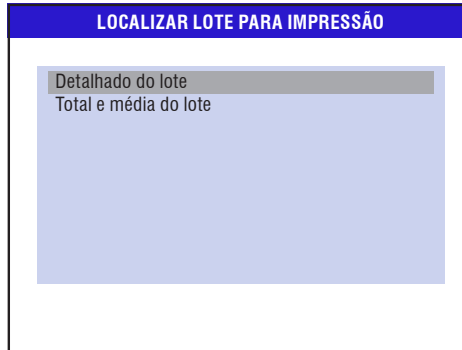 LOCALIZAR LOTE PARA IMPRESSÃO
Detalhado do lote
Total e média do lote